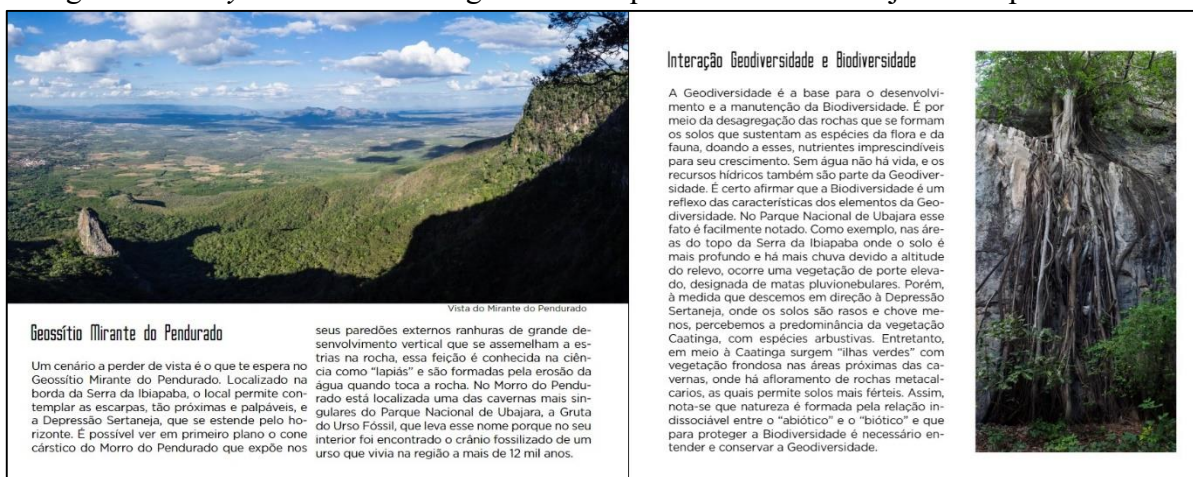 Vista do Mirante do Pendurado
Geossítio Mirante do Pendurado
Um cenário a perder de vista é o que te espera no
Geossítio Mirante do Pendurado. Localizado na
borda da Serra da Ibiapaba, o local permite con-
templar as escarpas, tão próximas e palpáveis, e
a Depressão Sertaneja, que se estende pelo ho-
rizonte. É possível ver em primeiro plano o cone
cárstico do Morro do Pendurado que expõe nos
seus paredões externos ranhuras de grande de-
senvolvimento vertical que se assemelham a es-
trias na rocha, essa feição é conhecida na ciên-
cia como "lapiás" e são formadas pela erosão da
água quando toca a rocha. No Morro do Pendu-
rado está localizada uma das cavernas mais sin-
gulares do Parque Nacional de Ubajara, a Gruta
do Urso Fóssil, que leva esse nome porque no seu
interior foi encontrado o crânio fossilizado de um
urso que vivia na região a mais de 12 mil anos.
Interação Geodiversidade e Biodiversidade
A Geodiversidade é a base para o desenvolvi-
mento e a manutenção da Biodiversidade. É por
meio da desagregação das rochas que se formam
os solos que sustentam as espécies da flora e da
fauna, doando a esses, nutrientes imprescindíveis
para seu crescimento. Sem água não há vida, e os
recursos hídricos também são parte da Geodiver-
sidade. É certo afirmar que a Biodiversidade é um
reflexo das características dos elementos da Geo-
diversidade. No Parque Nacional de Ubajara esse
fato é facilmente notado. Como exemplo, nas áre-
as do topo da Serra da Ibiapaba onde o solo é
mais profundo e há mais chuva devido a altitude
do relevo, ocorre uma vegetação de porte eleva-
do, designada de matas pluvionebulares. Porém,
à medida que descemos em direção à Depressão
Sertaneja, onde os solos são rasos e chove me-
nos, percebemos a predominância da vegetação
Caatinga, com espécies arbustivas. Entretanto,
em meio à Caatinga surgem "ilhas verdes" com
vegetação frondosa nas áreas próximas das ca-
vernas, onde há afloramento de rochas metacal-
carios, as quais permite solos mais férteis. Assim,
nota-se que natureza é formada pela relação in-
dissociável entre o "abiótico" e o "biótico" e que
para proteger a Biodiversidade é necessário en-
tender e conservar a Geodiversidade.